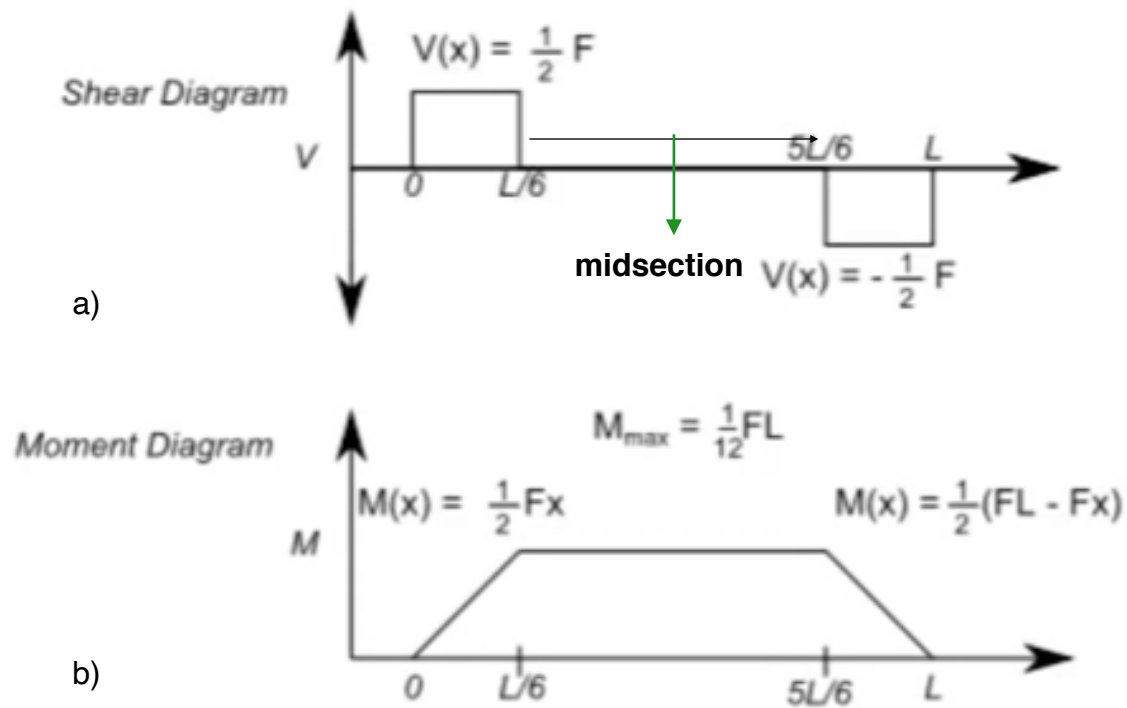 V(x) = 1/2 F
Shear Diagram
V
5L/6 L
0 L/6
midsection
V(x) = - 1/2 F
a)
M_max = 1/12 FL
Moment Diagram
M(x) = 1/2 Fx
M(x) = 1/2 (FL - Fx)
M
b)
0 L/6 5L/6 L